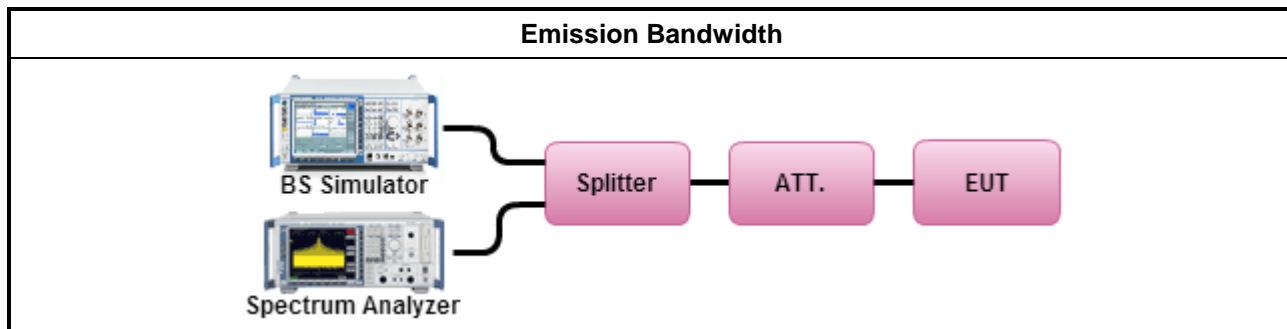 Emission Bandwidth
BS Simulator
Splitter
ATT.
EUT
Spectrum Analyzer